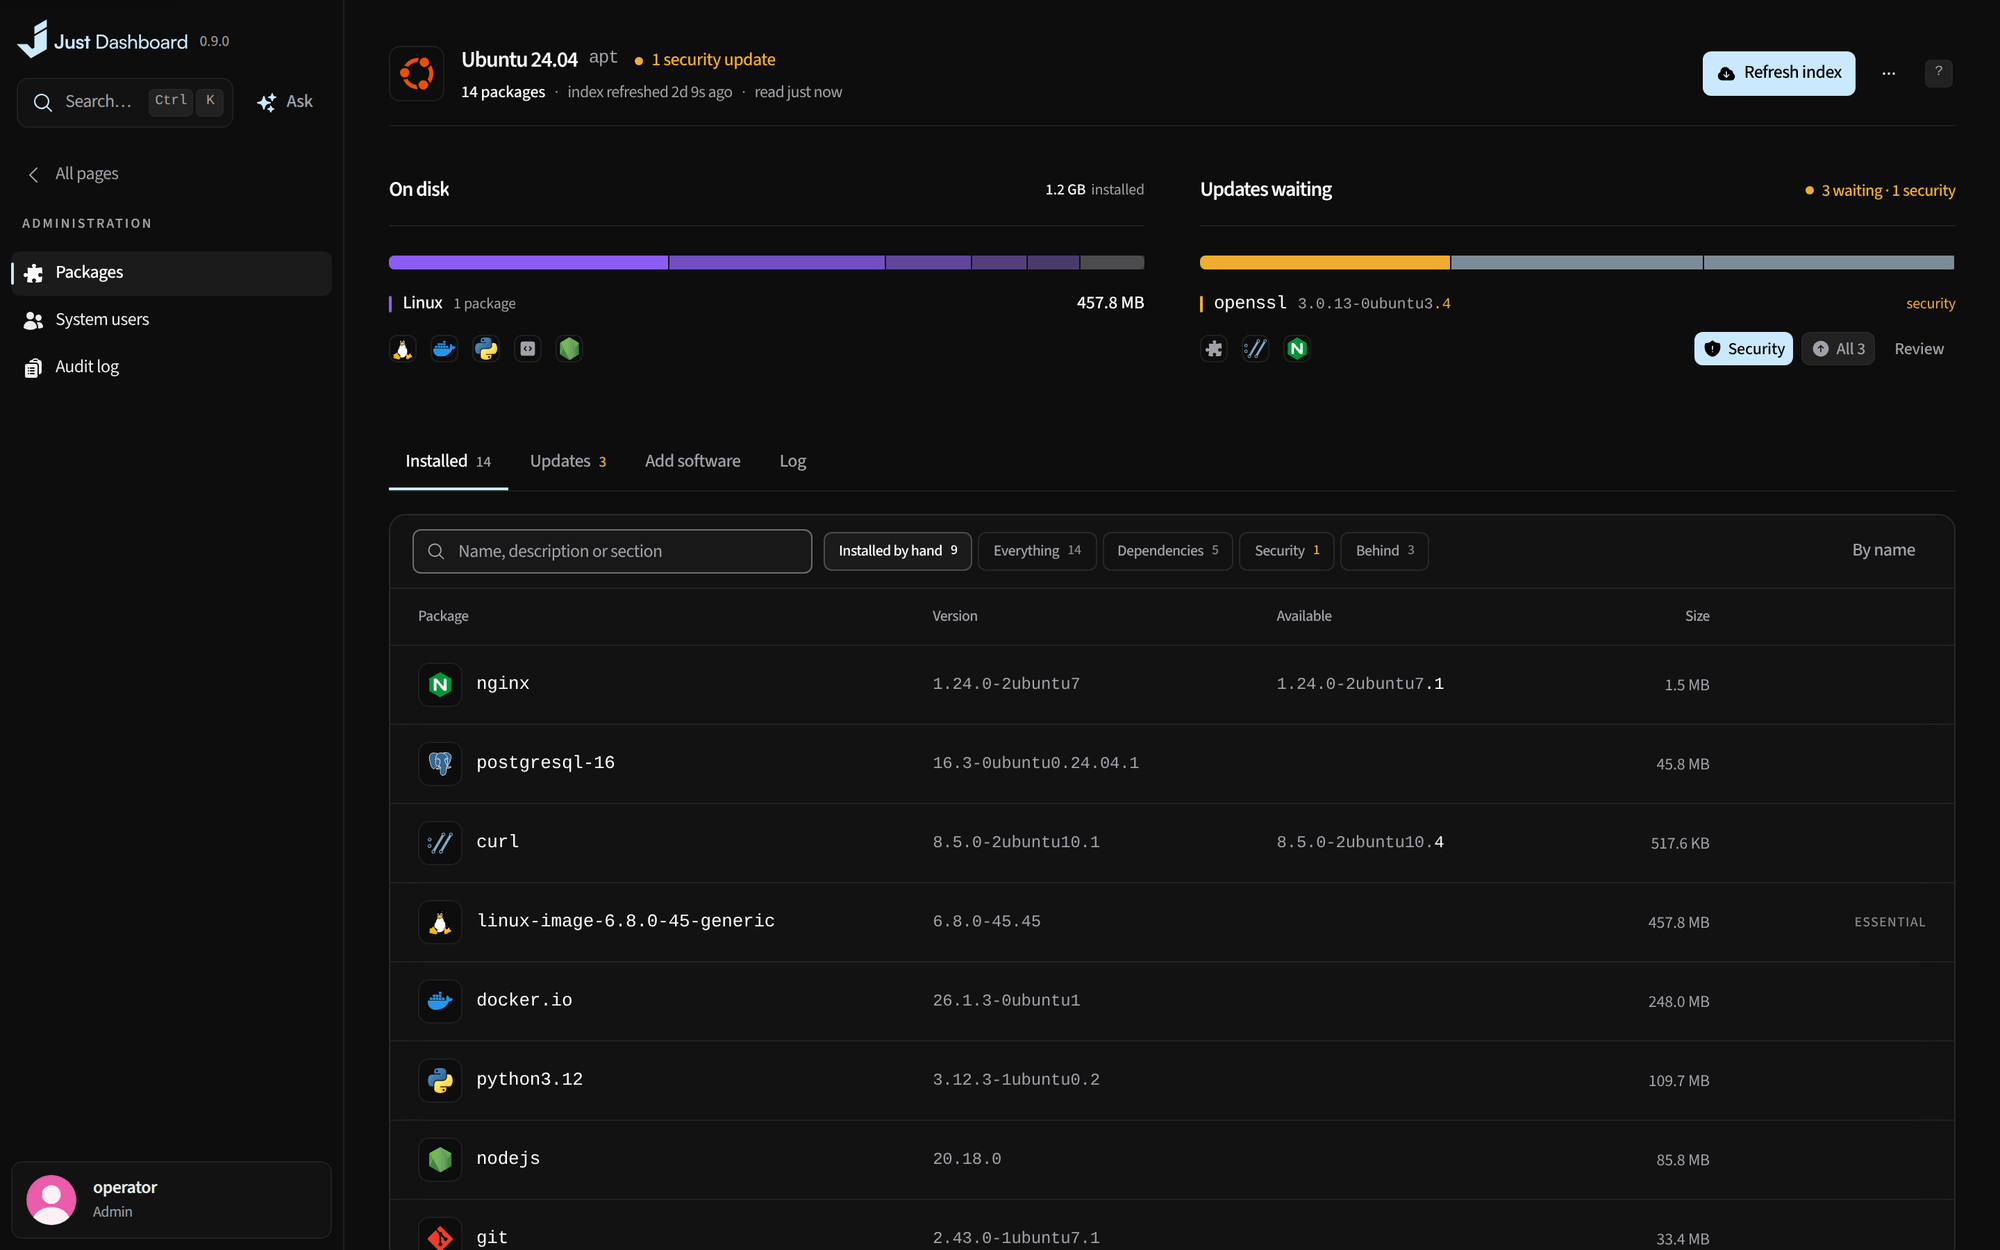 Just Dashboard 0.9.0
Search... Ctrl K Ask
All pages
ADMINISTRATION
Packages
System users
Audit log
operator
Admin
Ubuntu 24.04 apt 1 security update
14 packages · index refreshed 2d 9s ago · read just now
Refresh index ... ?
On disk 1.2 GB installed
Linux 1 package 457.8 MB
Updates waiting 3 waiting · 1 security
openssl 3.0.13-0ubuntu3.4 security
Security All 3 Review
Installed 14 Updates 3 Add software Log
Name, description or section Installed by hand 9 Everything 14 Dependencies 5 Security 1 Behind 3 By name
Package Version Available Size
nginx 1.24.0-2ubuntu7 1.24.0-2ubuntu7.1 1.5 MB
postgresql-16 16.3-0ubuntu0.24.04.1 45.8 MB
curl 8.5.0-2ubuntu10.1 8.5.0-2ubuntu10.4 517.6 KB
linux-image-6.8.0-45-generic 6.8.0-45.45 457.8 MB ESSENTIAL
docker.io 26.1.3-0ubuntu1 248.0 MB
python3.12 3.12.3-1ubuntu0.2 109.7 MB
nodejs 20.18.0 85.8 MB
git 2.43.0-1ubuntu7.1 33.4 MB